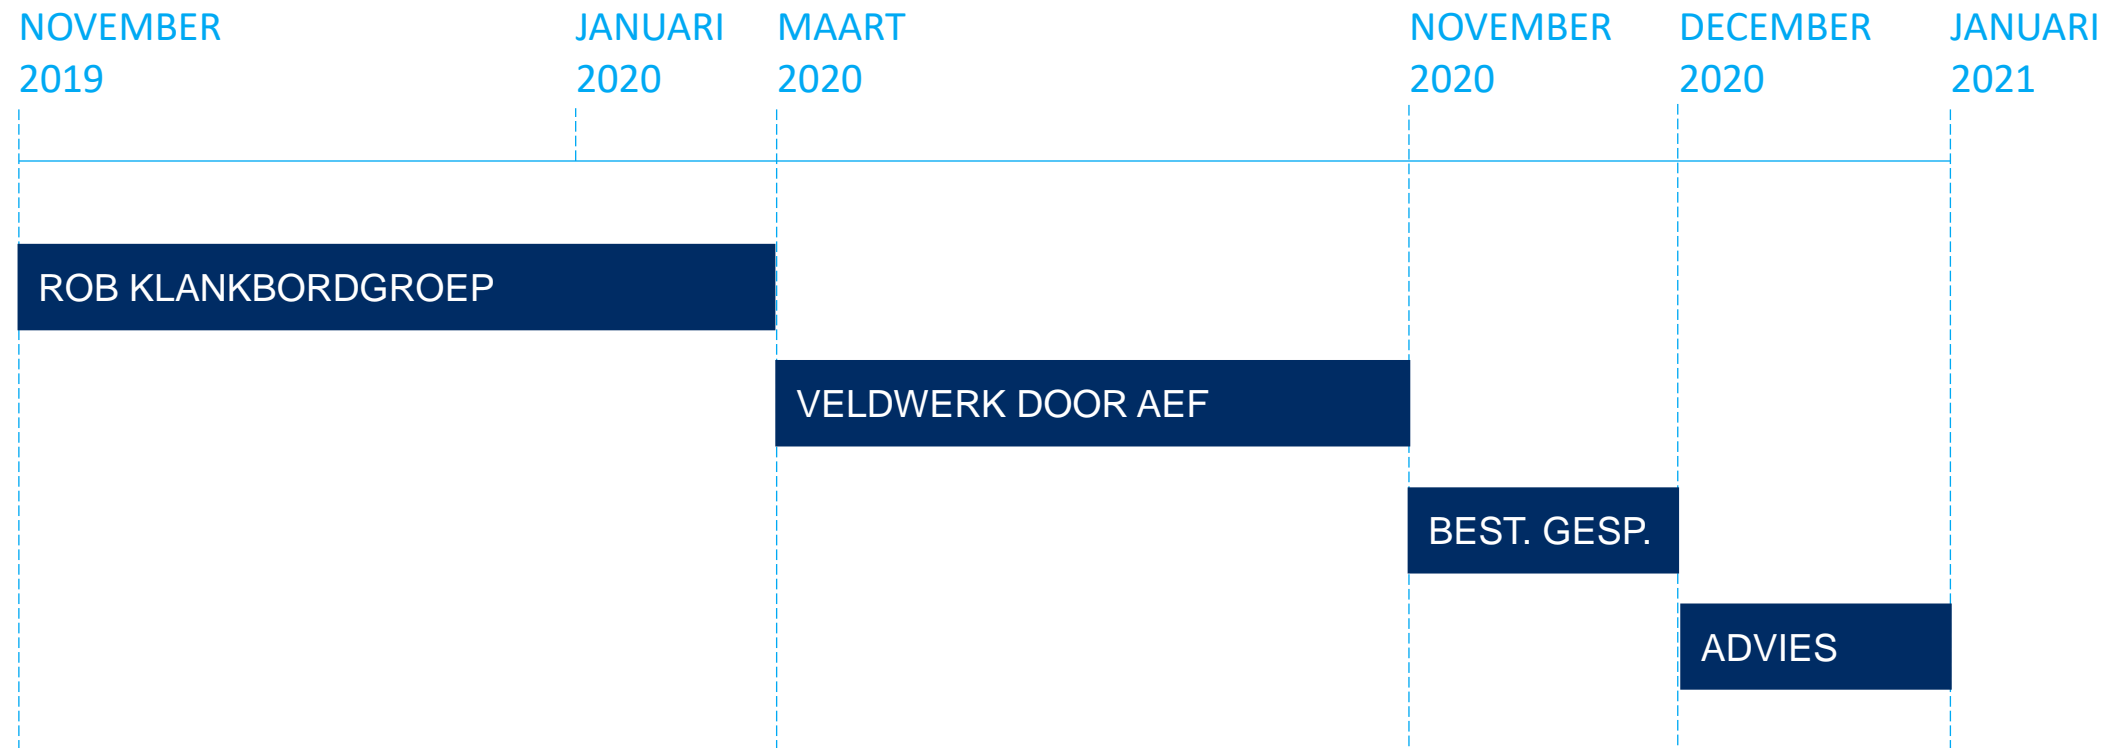 NOVEMBER
2019
JANUARI
2020
MAART
2020
NOVEMBER
2020
DECEMBER
2020
JANUARI
2021
ROB KLANKBORDGROEP
VELDWERK DOOR AEF
BEST. GESP.
ADVIES